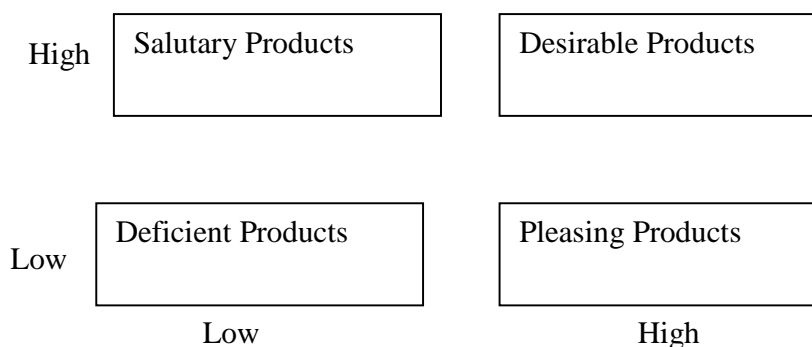 High
Salutary Products
Desirable Products
Low
Deficient Products
Pleasing Products
Low
High